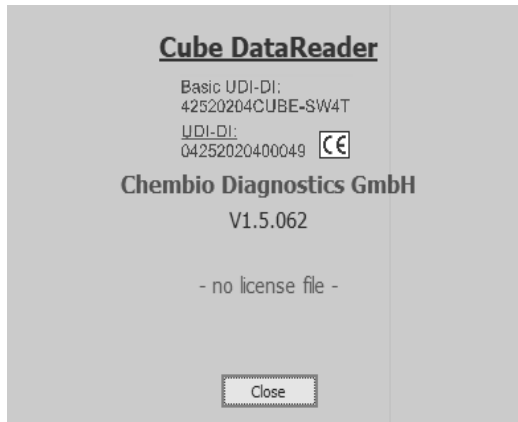 Cube DataReader
Basic UDI-DI:
42520204CUBE-SW4T
UDI-DI:
04252020400049 CE
Chembio Diagnostics GmbH
V1.5.062
- no license file -
Close